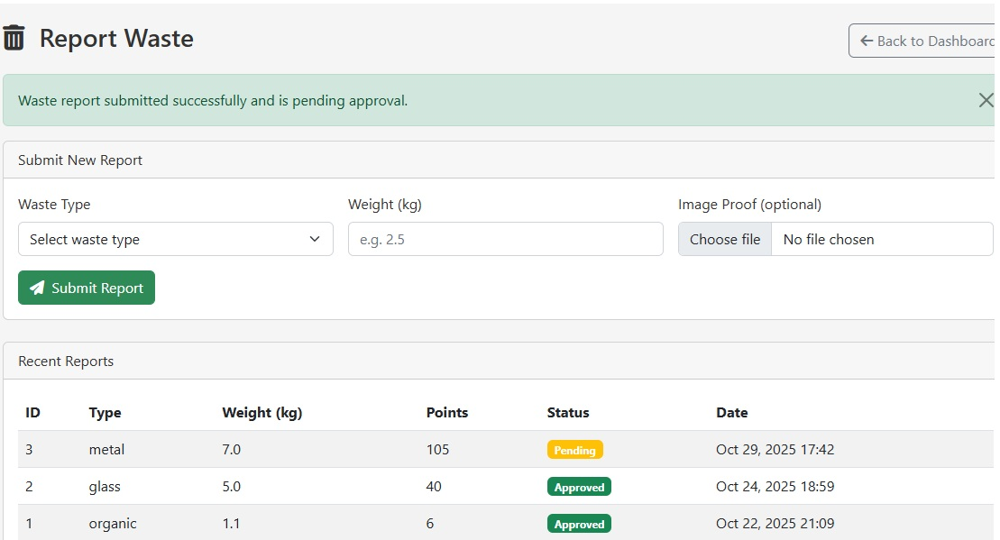 Report Waste
Back to Dashboard
Waste report submitted successfully and is pending approval.
Submit New Report
Waste Type Weight (kg) Image Proof (optional)
Select waste type e.g. 2.5 Choose file No file chosen
Submit Report
Recent Reports
ID Type Weight (kg) Points Status Date
3 metal 7.0 105 Pending Oct 29, 2025 17:42
2 glass 5.0 40 Approved Oct 24, 2025 18:59
1 organic 1.1 6 Approved Oct 22, 2025 21:09